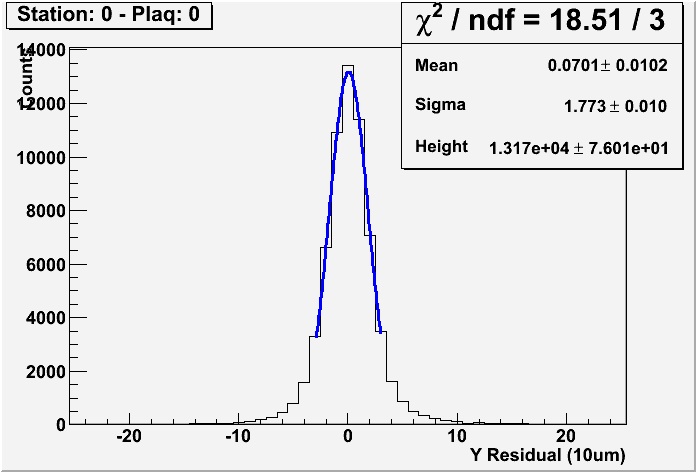 Station: 0 - Plaq: 0
χ² / ndf = 18.51 / 3
Mean 0.0701± 0.0102
Sigma 1.773 ± 0.010
Height 1.317e+04 ± 7.601e+01
Counts
14000
12000
10000
8000
6000
4000
2000
0
-20 -10 0 10 20
Y Residual (10um)